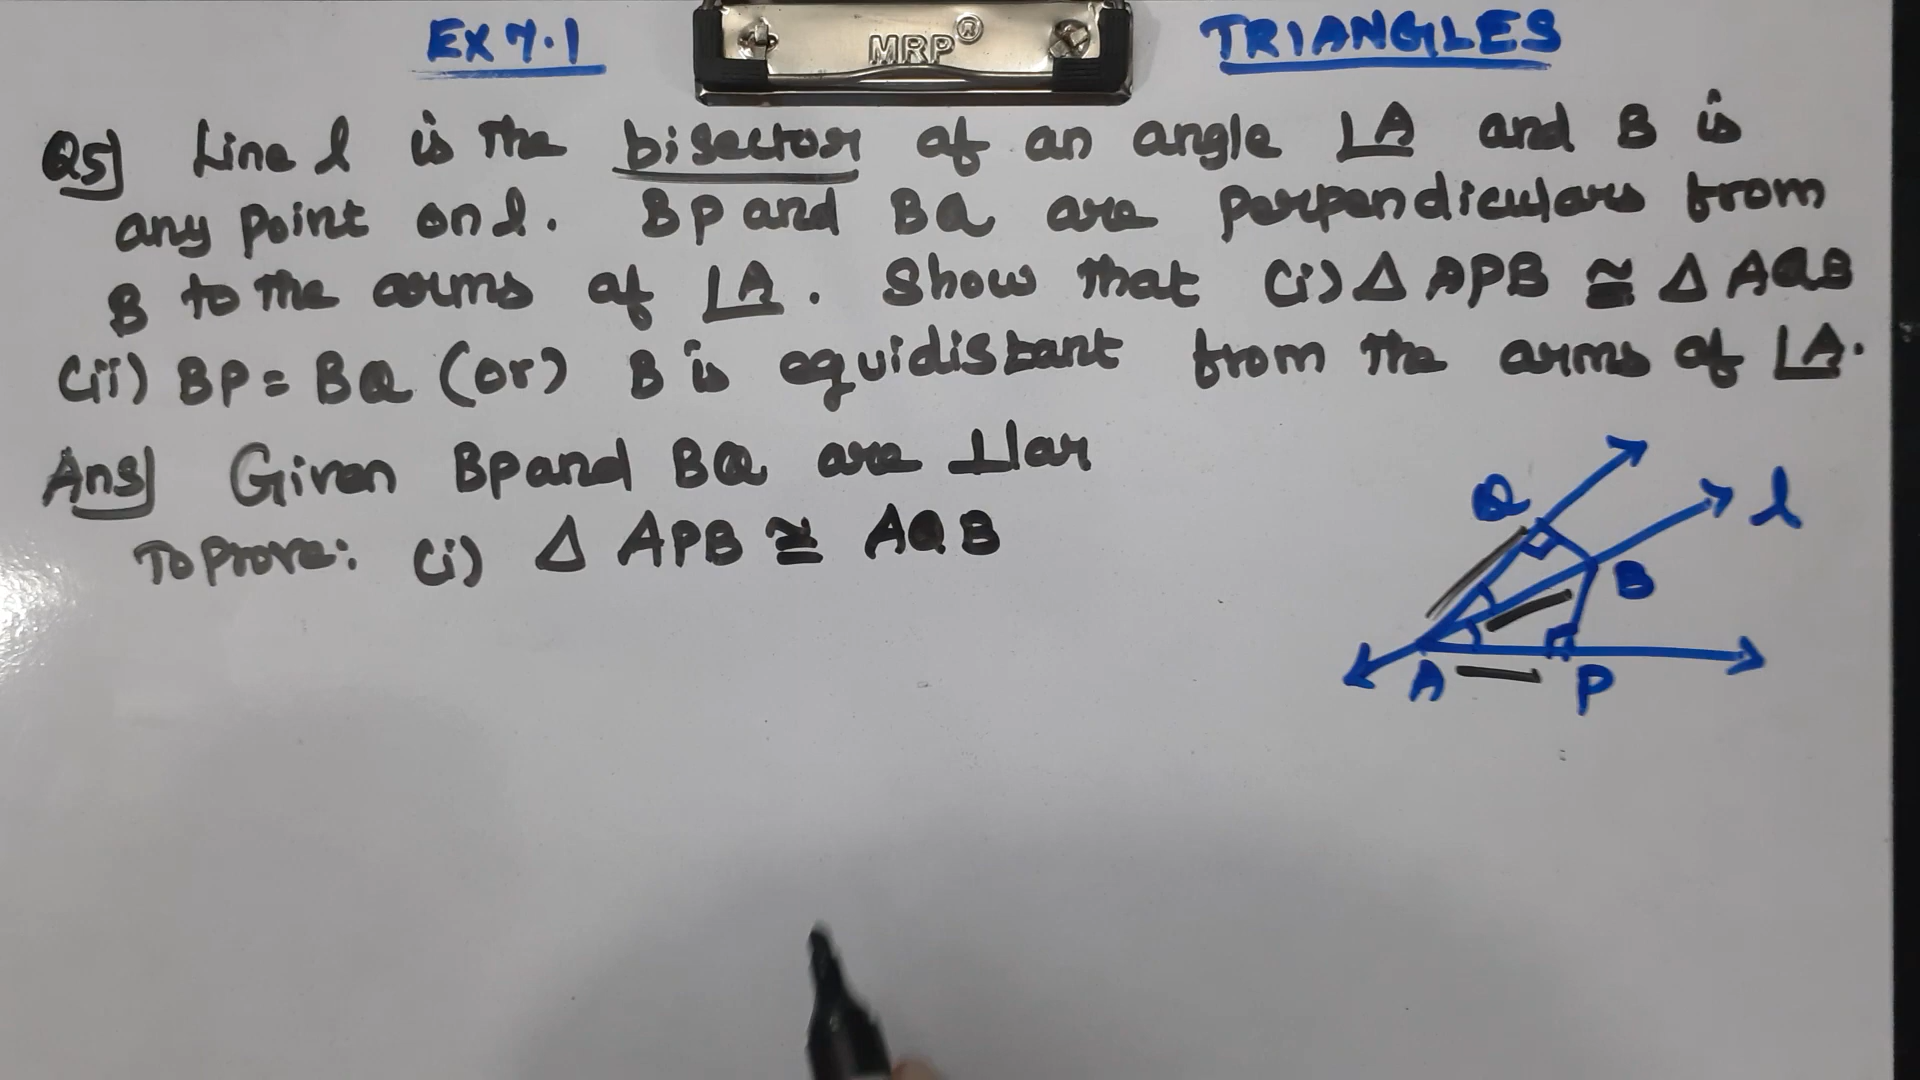 EX 7.1
MRP®
TRIANGLES
Q5] Line l is the bisector of an angle ∠A and B is
any point on l. BP and BQ are perpendiculars from
B to the arms of ∠A. Show that (i) Δ APB ≅ Δ AQB
(ii) BP = BQ (or) B is equidistant from the arms of ∠A.
Ans] Given BP and BQ are ⊥lar
To prove: (i) Δ APB ≅ AQB
Q
l
B
A
P